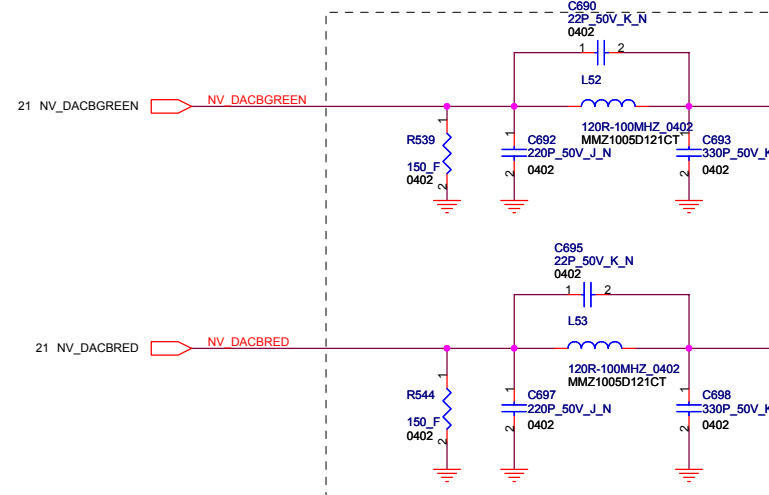 C690
22P_50V_K_N
0402
1 2
L52
21 NV_DACBGREEN NV_DACBGREEN
120R-100MHZ_0402
MMZ1005D121CT
1
R539
150_F
0402
2
1
C692
220P_50V_J_N
0402
2
1
C693
330P_50V_K
0402
2
C695
22P_50V_K_N
0402
1 2
L53
21 NV_DACBRED NV_DACBRED
120R-100MHZ_0402
MMZ1005D121CT
1
R544
150_F
0402
2
1
C697
220P_50V_J_N
0402
2
1
C698
330P_50V_K
0402
2